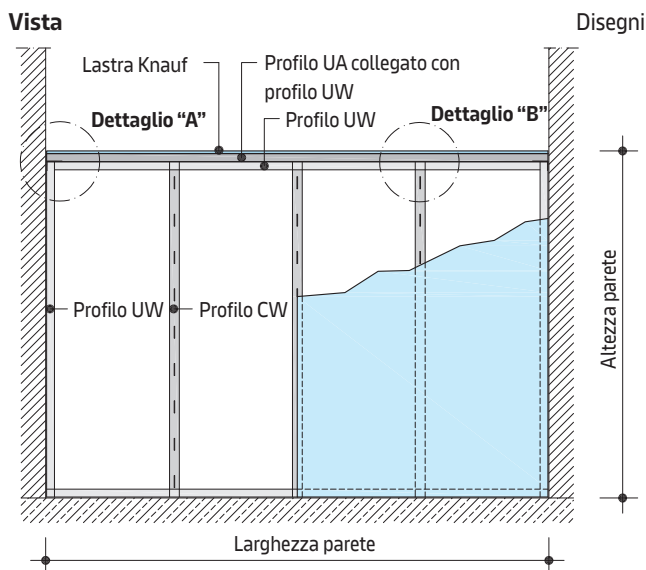 Vista
Disegni
Lastra Knauf
Profilo UA collegato con
profilo UW
Dettaglio “A”
Profilo UW
Dettaglio “B”
Profilo UW
Profilo CW
Altezza parete
Larghezza parete